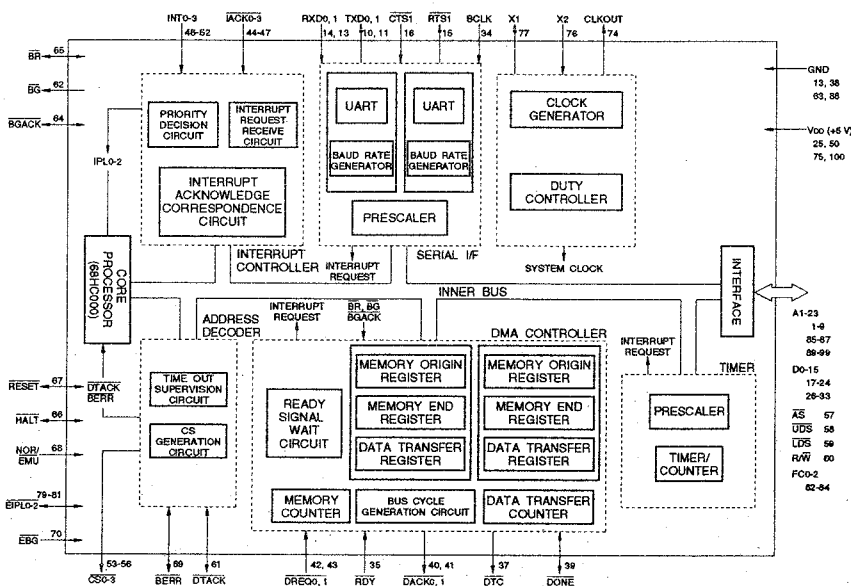 INT0-3 IACK0-3 RXD0, 1 TXD0, 1 CTS1 RTS1 BCLK X1 X2 CLKOUT
48-52 44-47 14, 13 10, 11 16 15 34 77 76 74
BR 65
BG 62
BGACK 64
GND
13, 38
63, 88
VDD (+5 V)
25, 50
75, 100
PRIORITY
DECISION
CIRCUIT
INTERRUPT
REQUEST
RECEIVE CIRCUIT
INTERRUPT
ACKNOWLEDGE
CORRESPONDENCE
CIRCUIT
IPL0-2
INTERRUPT
CONTROLLER
UART
UART
BAUD RATE
GENERATOR
BAUD RATE
GENERATOR
PRESCALER
SERIAL I/F
INTERRUPT
REQUEST
CLOCK
GENERATOR
DUTY
CONTROLLER
SYSTEM CLOCK
CORE
PROCESSOR
(68HC000)
INTERFACE
INNER BUS
ADDRESS
DECODER
INTERRUPT
REQUEST
BR, BG
BGACK
DMA CONTROLLER
INTERRUPT
REQUEST
TIMER
A1-23
1-9
85-87
89-99
D0-15
17-24
26-33
AS 57
UDS 58
LDS 59
R/W 60
FC0-2
82-84
RESET 67
HALT 66
NOR/
EMU 68
EIPL0-2 79-81
EBG 70
DTACK
BERR
TIME OUT
SUPERVISION
CIRCUIT
CS
GENERATION
CIRCUIT
READY
SIGNAL
WAIT
CIRCUIT
MEMORY ORIGIN
REGISTER
MEMORY END
REGISTER
DATA TRANSFER
REGISTER
MEMORY ORIGIN
REGISTER
MEMORY END
REGISTER
DATA TRANSFER
REGISTER
MEMORY
COUNTER
BUS CYCLE
GENERATION CIRCUIT
DATA TRANSFER
COUNTER
PRESCALER
TIMER/
COUNTER
53-56 69 61 42, 43 35 40, 41 37 39
CS0-3 BERR DTACK DREQ0, 1 RDY DACK0, 1 DTC DONE